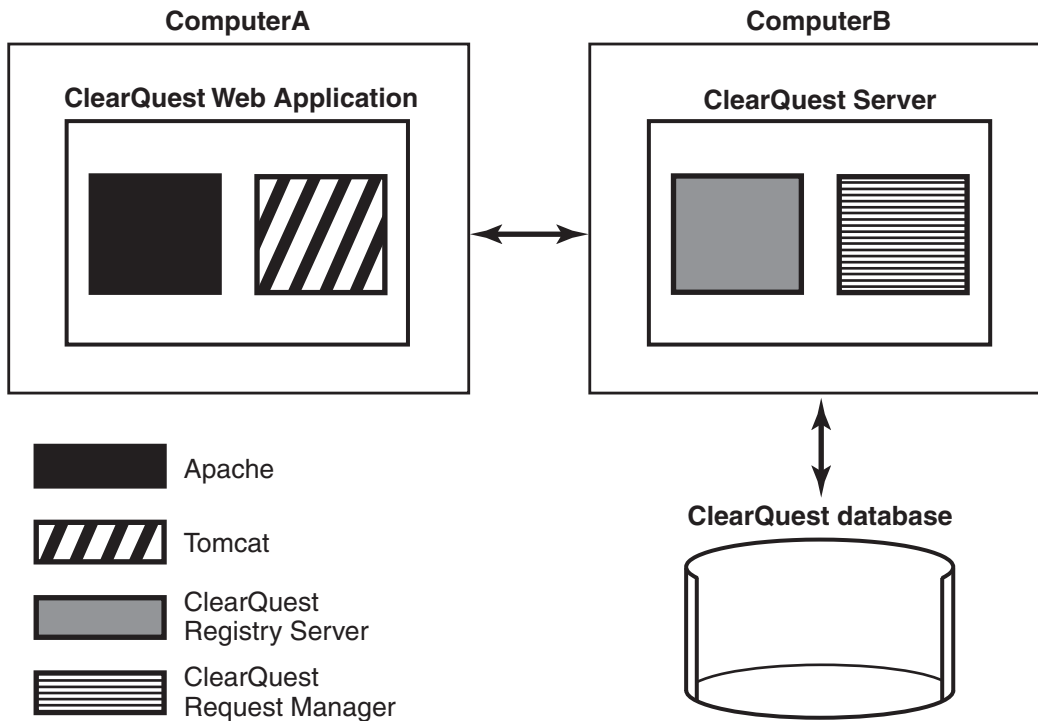 ComputerA
ComputerB
ClearQuest Web Application
ClearQuest Server
Apache
Tomcat
ClearQuest
Registry Server
ClearQuest
Request Manager
ClearQuest database